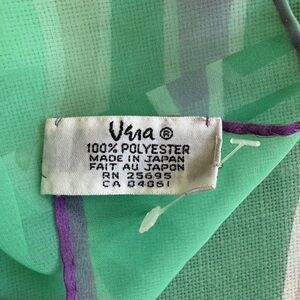 Vera ®
100% POLYESTER
MADE IN JAPAN
FAIT AU JAPON
RN 25695
CA 04061